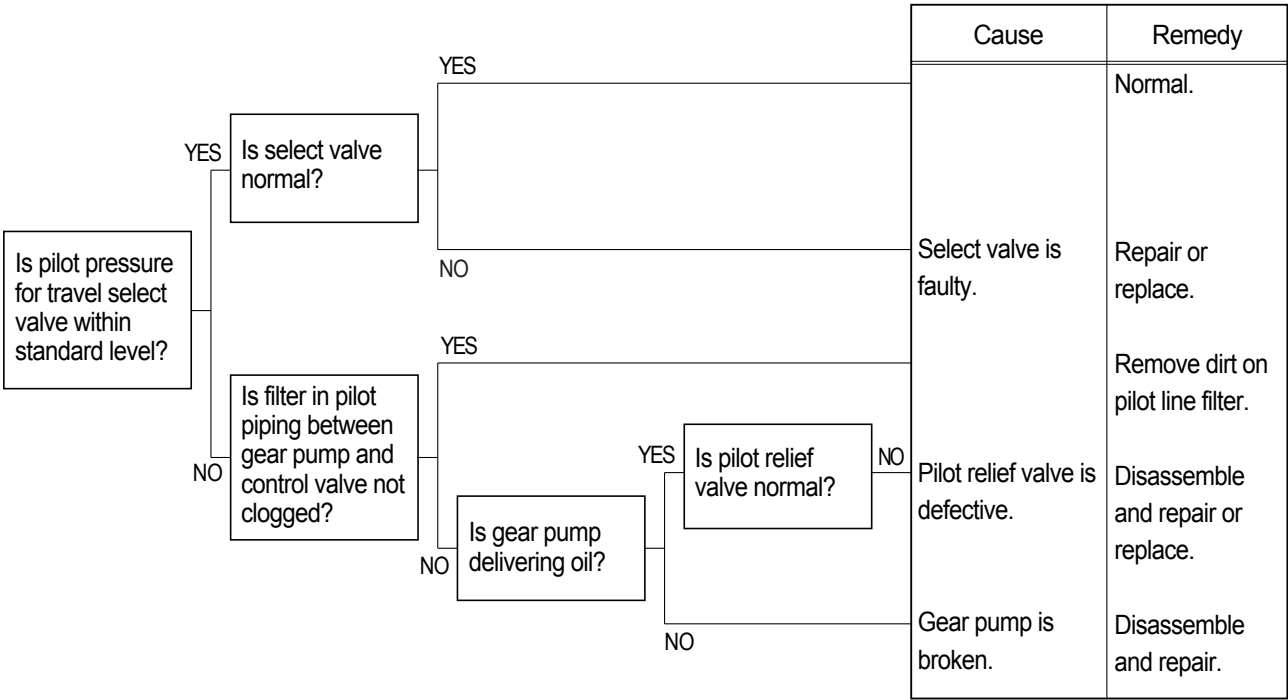 Cause
Remedy
YES
Normal.
YES
Is select valve
normal?
Is pilot pressure
for travel select
valve within
standard level?
NO
Select valve is
faulty.
Repair or
replace.
YES
Remove dirt on
pilot line filter.
NO
Is filter in pilot
piping between
gear pump and
control valve not
clogged?
YES
Is pilot relief
valve normal?
NO
Pilot relief valve is
defective.
Disassemble
and repair or
replace.
NO
Is gear pump
delivering oil?
NO
Gear pump is
broken.
Disassemble
and repair.